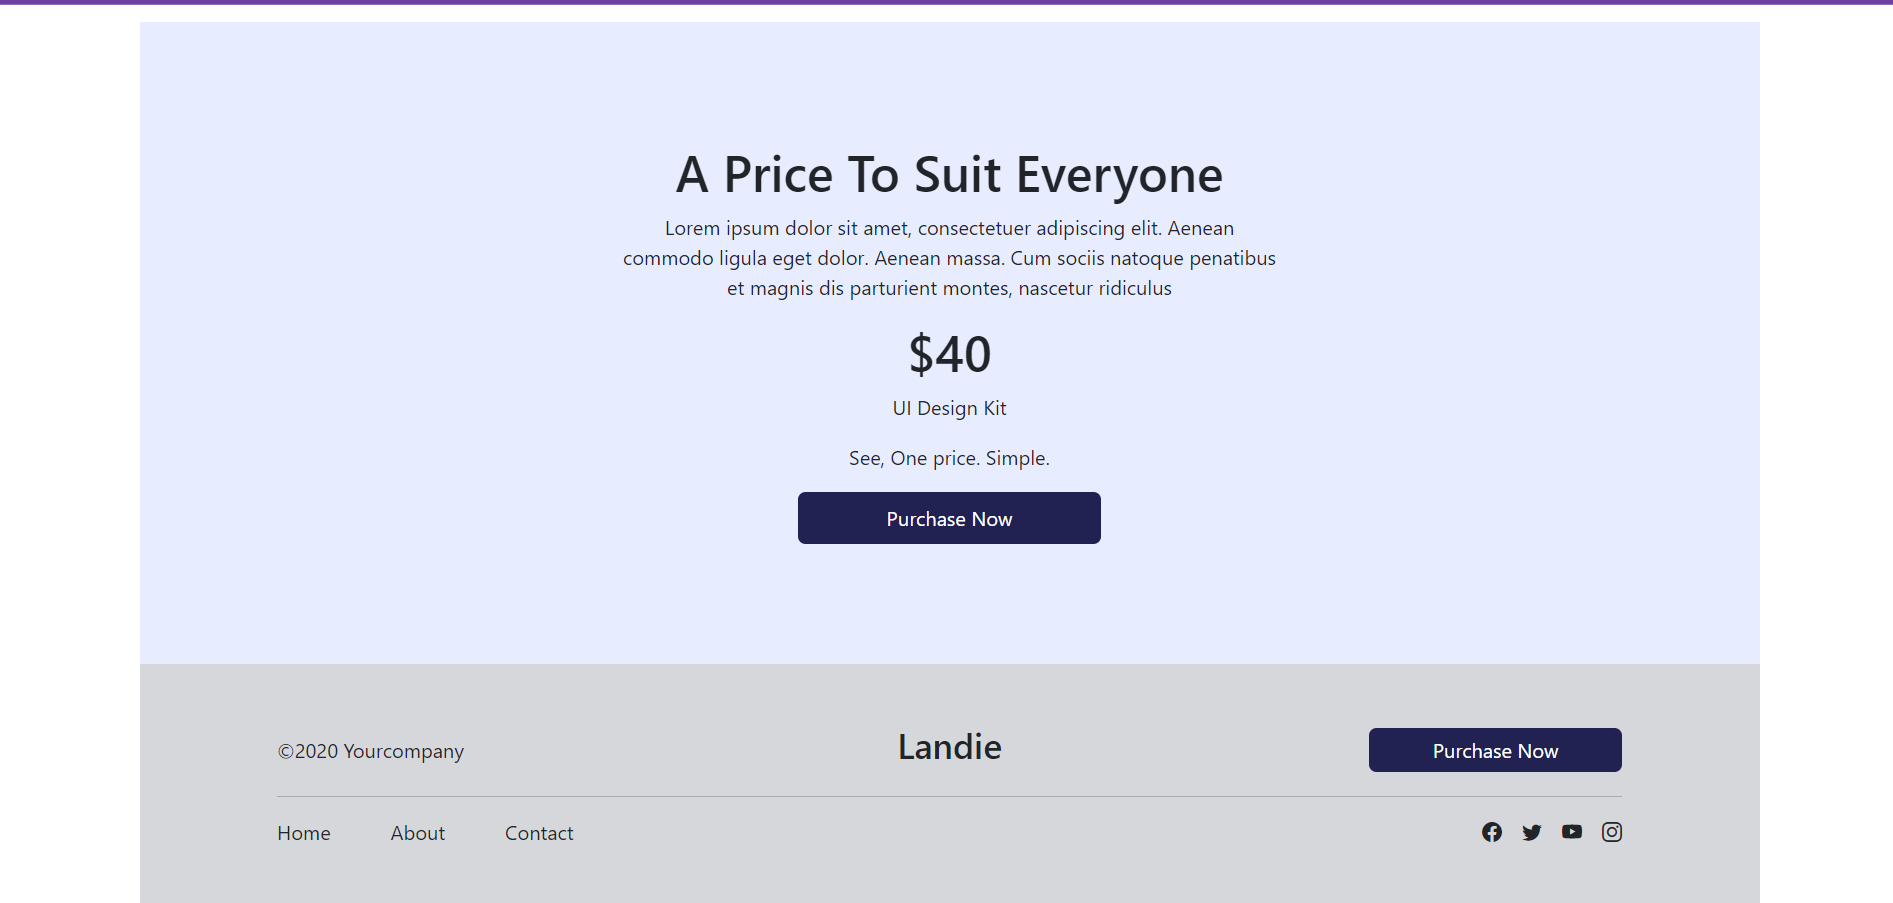 A Price To Suit Everyone
Lorem ipsum dolor sit amet, consectetuer adipiscing elit. Aenean
commodo ligula eget dolor. Aenean massa. Cum sociis natoque penatibus
et magnis dis parturient montes, nascetur ridiculus
$40
UI Design Kit
See, One price. Simple.
Purchase Now
©2020 Yourcompany
Landie
Purchase Now
Home
About
Contact